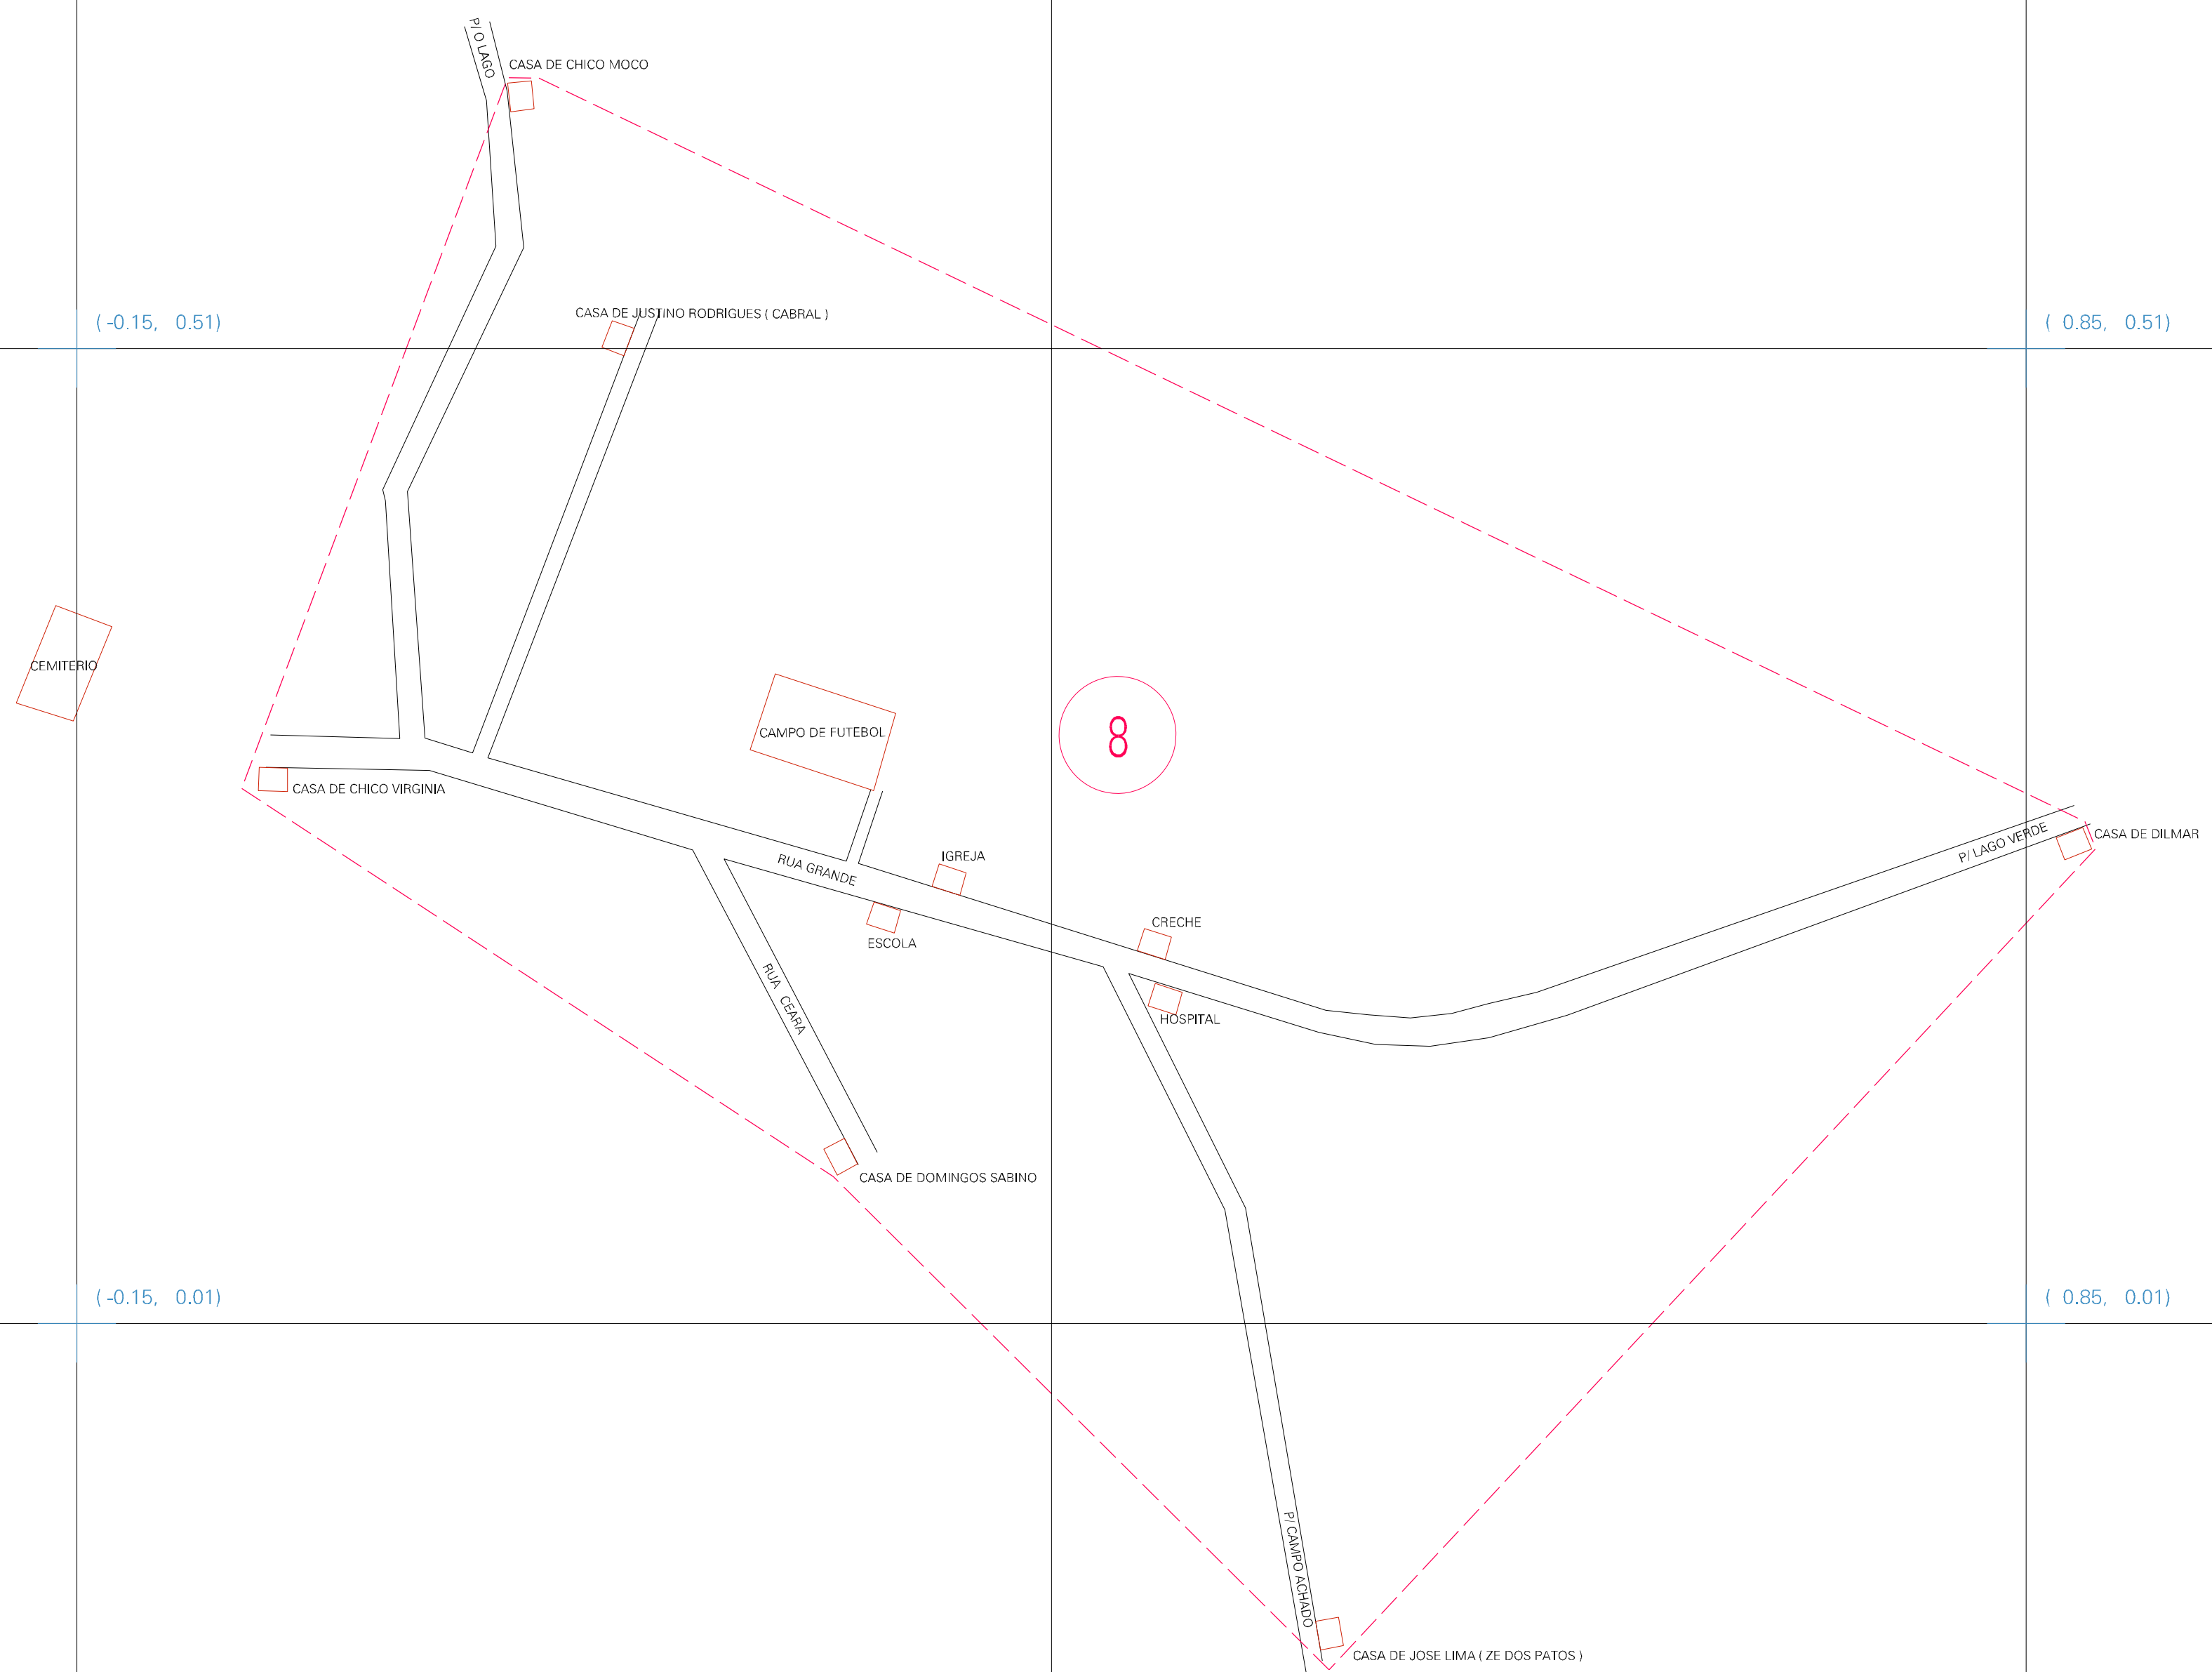 P/ O LAGO
CASA DE CHICO MOCO
CASA DE JUSTINO RODRIGUES ( CABRAL )
( -0.15, 0.51)
( 0.85, 0.51)
CEMITERIO
CAMPO DE FUTEBOL
8
CASA DE CHICO VIRGINIA
P/ LAGO VERDE
CASA DE DILMAR
RUA GRANDE
IGREJA
ESCOLA
CRECHE
HOSPITAL
RUA CEARA
CASA DE DOMINGOS SABINO
( -0.15, 0.01)
( 0.85, 0.01)
P/ CAMPO ACHADO
CASA DE JOSE LIMA ( ZE DOS PATOS )